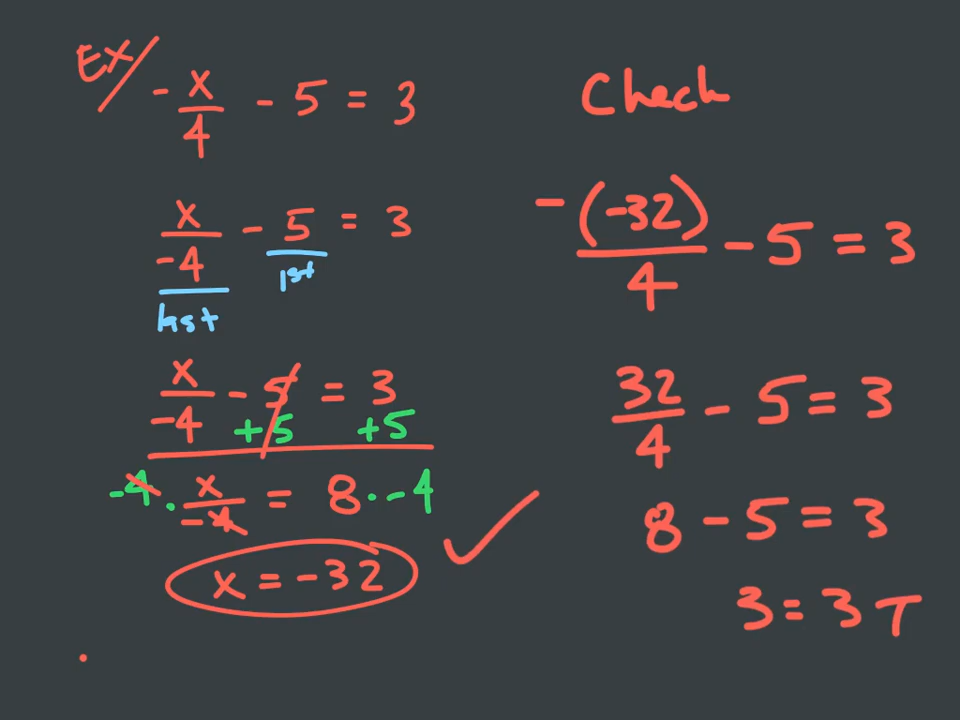 Ex/ - x/4 - 5 = 3
x/-4 - 5 = 3
last 1st
x/-4 - 5 = 3
+5 +5
-4 · x/-4 = 8 · -4
x = -32 ✓
Check
- (-32)/4 - 5 = 3
32/4 - 5 = 3
8 - 5 = 3
3 = 3 T